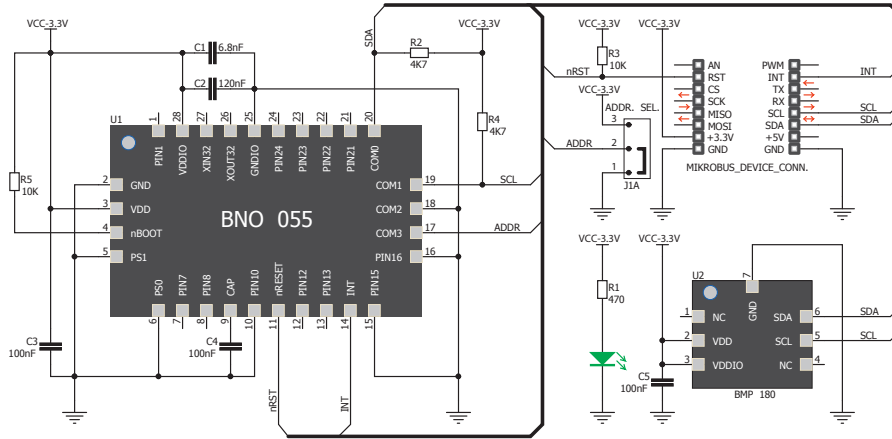 VCC-3.3V
R5
10K
C1
6.8nF
C2
120nF
SDA
R2
4K7
VCC-3.3V
R4
4K7
U1
1
28
27
26
25
24
23
22
21
20
PIN1
VDDIO
XIN32
XOUT32
GNDIO
PIN24
PIN23
PIN22
PIN21
COM0
2
GND
3
VDD
4
nBOOT
5
PS1
BNO 055
COM1
19
SCL
COM2
18
COM3
17
ADDR
PIN16
16
PS0
PIN7
PIN8
CAP
PIN10
nRESET
PIN12
PIN13
INT
PIN15
6
7
8
9
10
11
12
13
14
15
C3
100nF
C4
100nF
nRST
INT
VCC-3.3V
R3
10K
nRST
VCC-3.3V
ADDR. SEL.
3
ADDR
2
1
J1A
VCC-3.3V
AN
RST
CS
SCK
MISO
MOSI
+3.3V
GND
PWM
INT
TX
RX
SCL
SDA
+5V
GND
INT
SCL
SDA
MIKROBUS_DEVICE_CONN.
VCC-3.3V
R1
470
VCC-3.3V
C5
100nF
U2
7
GND
1
NC
2
VDD
3
VDDIO
SDA
6
SDA
SCL
5
SCL
NC
4
BMP 180